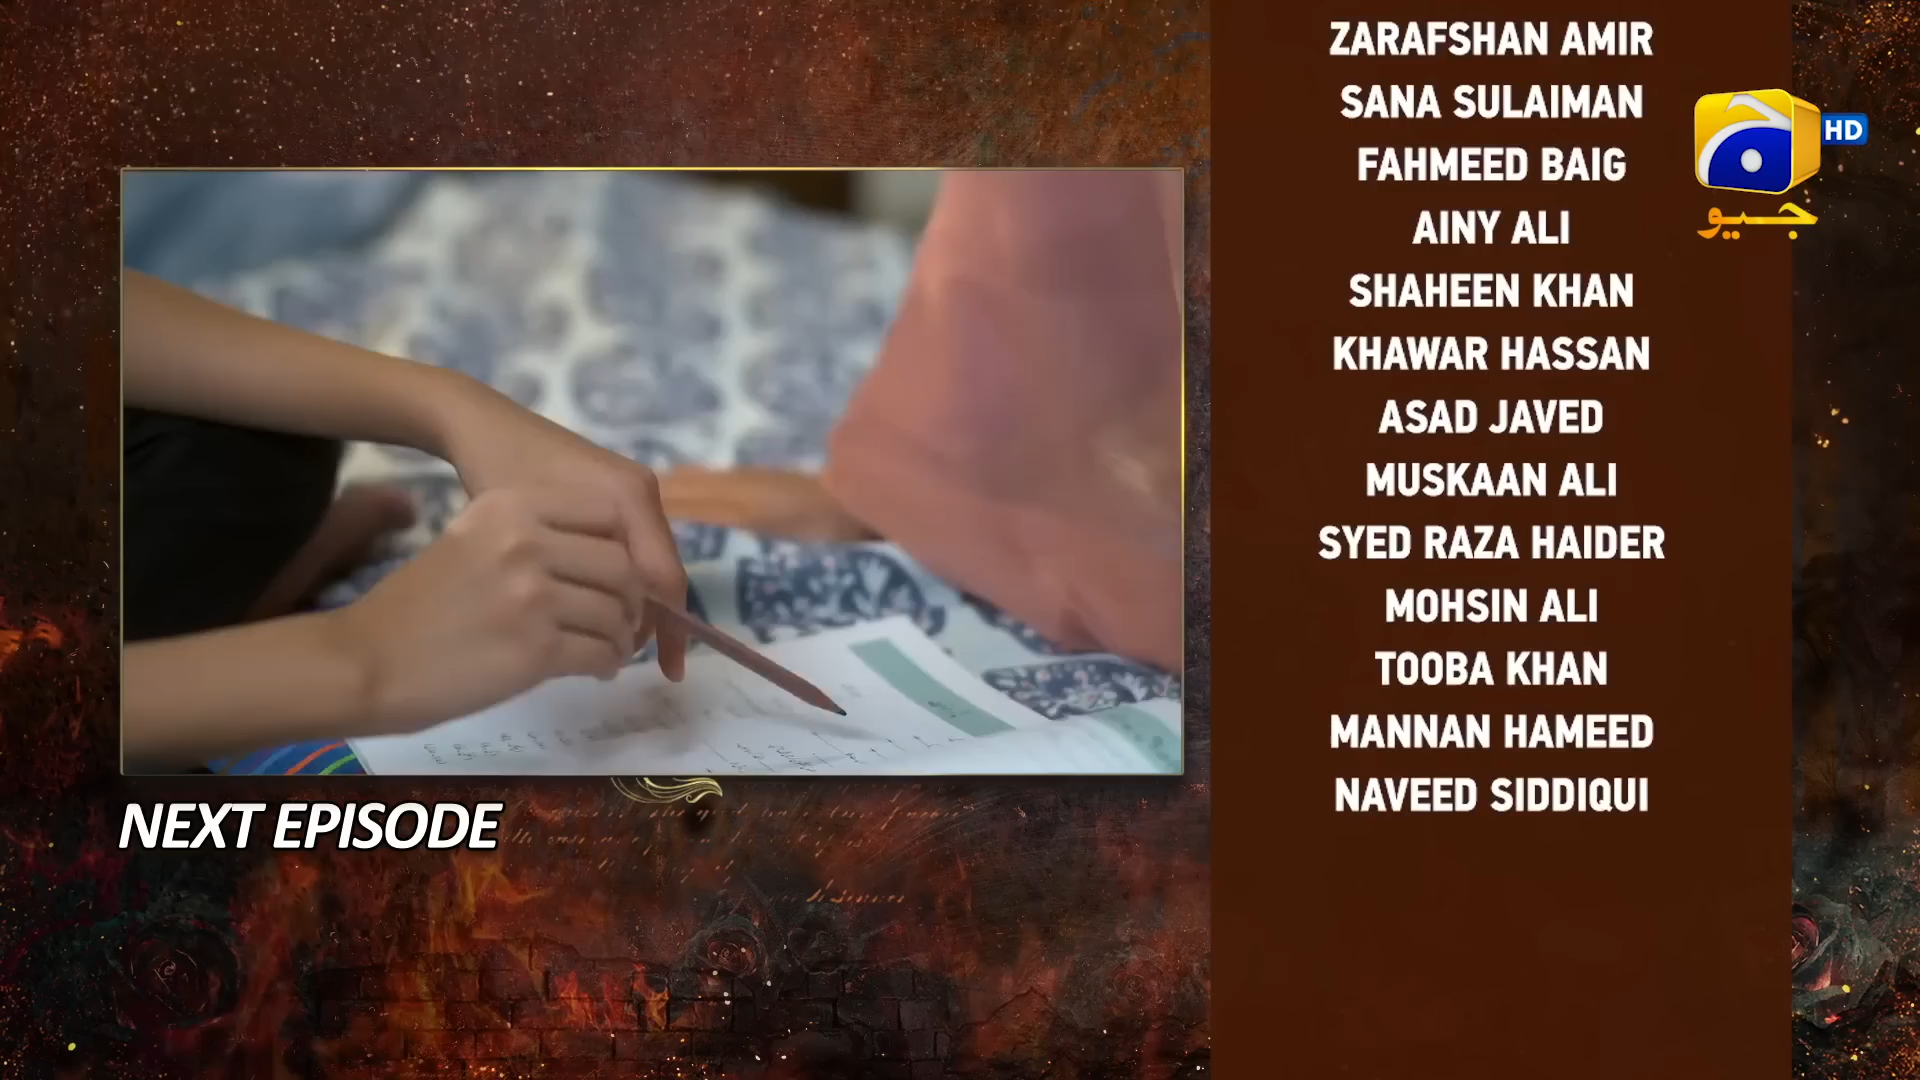 ZARAFSHAN AMIR
SANA SULAIMAN
FAHMEED BAIG
AINY ALI
SHAHEEN KHAN
KHAWAR HASSAN
ASAD JAVED
MUSKAAN ALI
SYED RAZA HAIDER
MOHSIN ALI
TOOBA KHAN
MANNAN HAMEED
NAVEED SIDDIQUI
HD
جیو
NEXT EPISODE